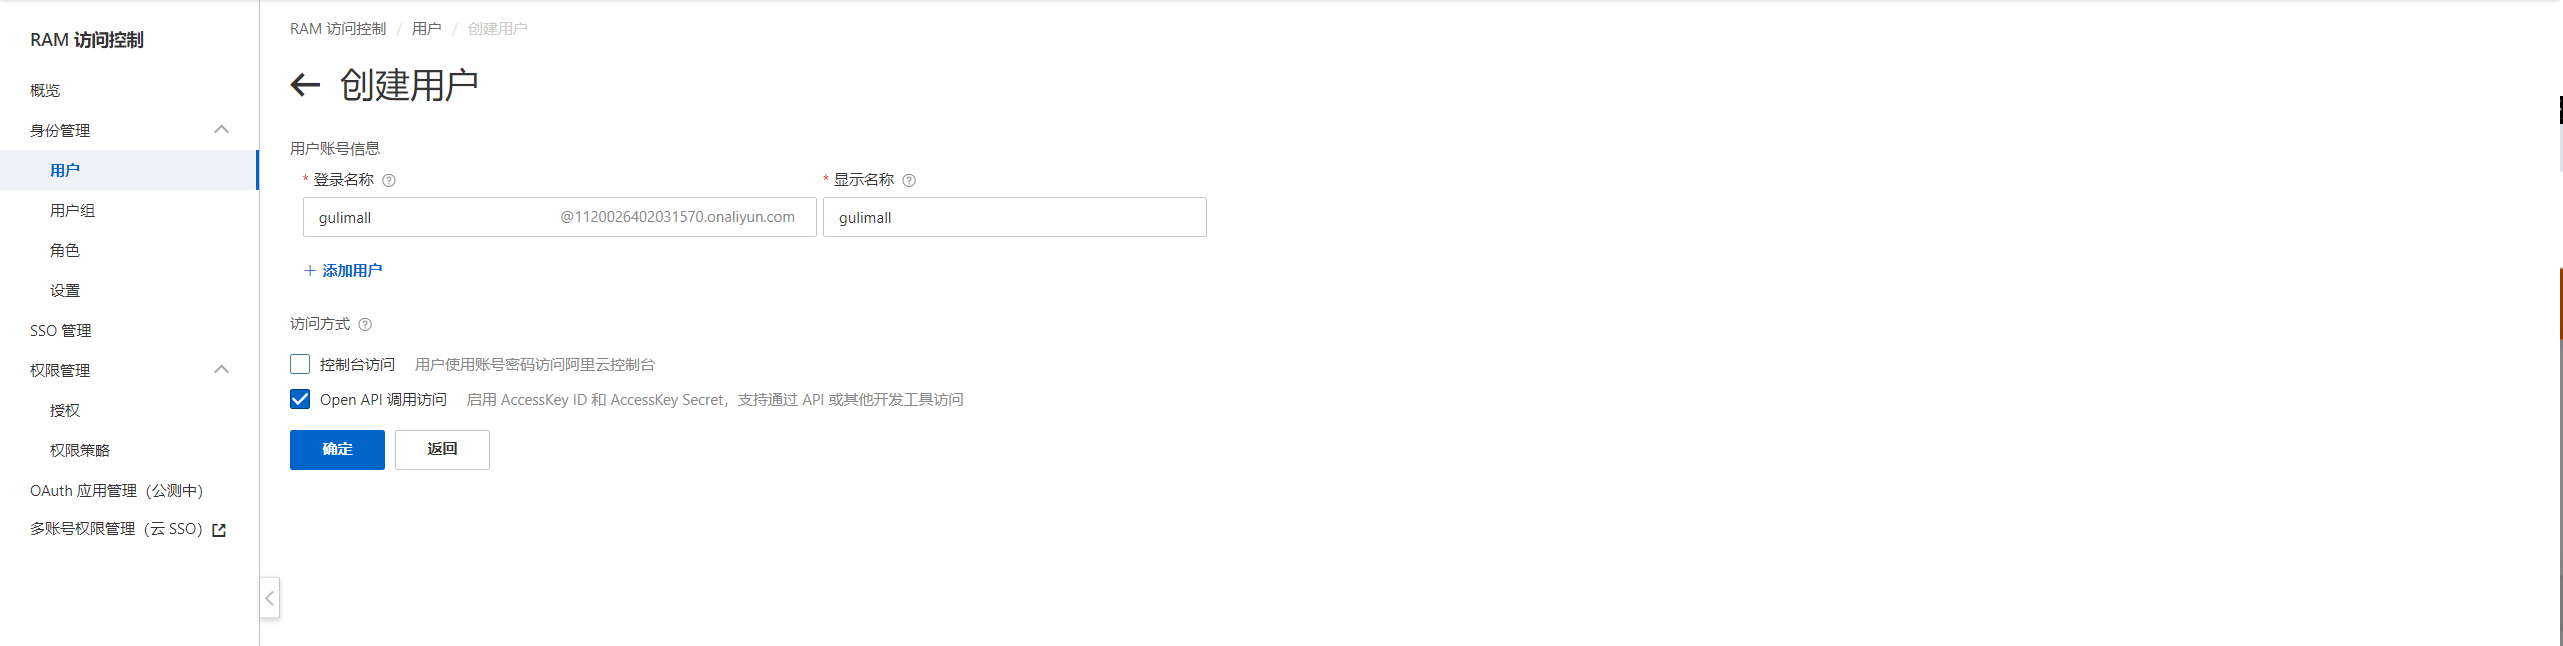 RAM 访问控制
概览
身份管理
用户
用户组
角色
设置
SSO 管理
权限管理
授权
权限策略
OAuth 应用管理（公测中）
多账号权限管理（云 SSO）
RAM 访问控制 / 用户 / 创建用户
创建用户
用户账号信息
* 登录名称 * 显示名称
gulimall @1120026402031570.onaliyun.com gulimall
+ 添加用户
访问方式
控制台访问 用户使用账号密码访问阿里云控制台
Open API 调用访问 启用 AccessKey ID 和 AccessKey Secret，支持通过 API 或其他开发工具访问
确定 返回